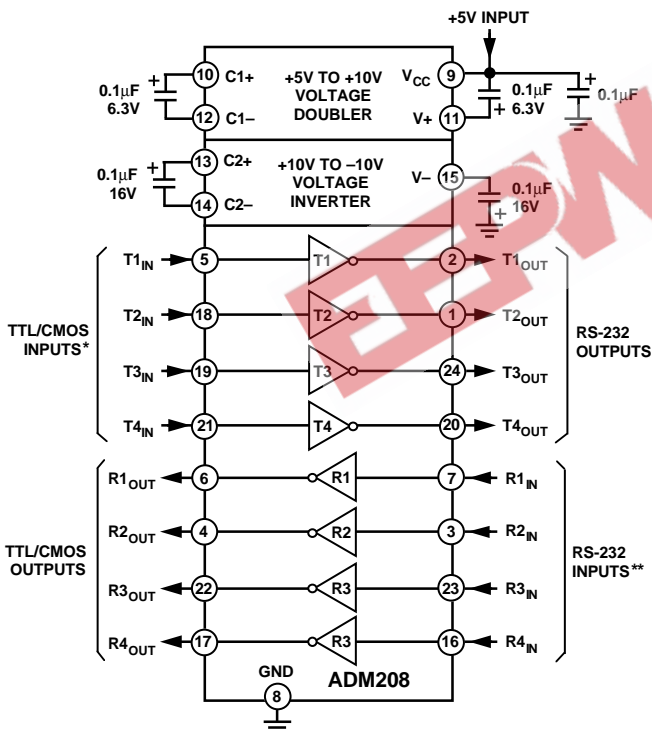 +5V INPUT
10 C1+ +5V TO +10V VOLTAGE DOUBLER VCC 9
0.1μF 6.3V
12 C1– V+ 11
+ 0.1μF 6.3V
+ 0.1μF
13 C2+ +10V TO –10V VOLTAGE INVERTER V– 15
+ 0.1μF 16V
14 C2–
0.1μF + 16V
T1IN 5 T1 2 T1OUT
T2IN 18 T2 1 T2OUT
TTL/CMOS INPUTS*
RS-232 OUTPUTS
T3IN 19 T3 24 T3OUT
T4IN 21 T4 20 T4OUT
R1OUT 6 R1 7 R1IN
R2OUT 4 R2 3 R2IN
TTL/CMOS OUTPUTS
RS-232 INPUTS**
R3OUT 22 R3 23 R3IN
R4OUT 17 R3 16 R4IN
GND 8
ADM208
EEPW